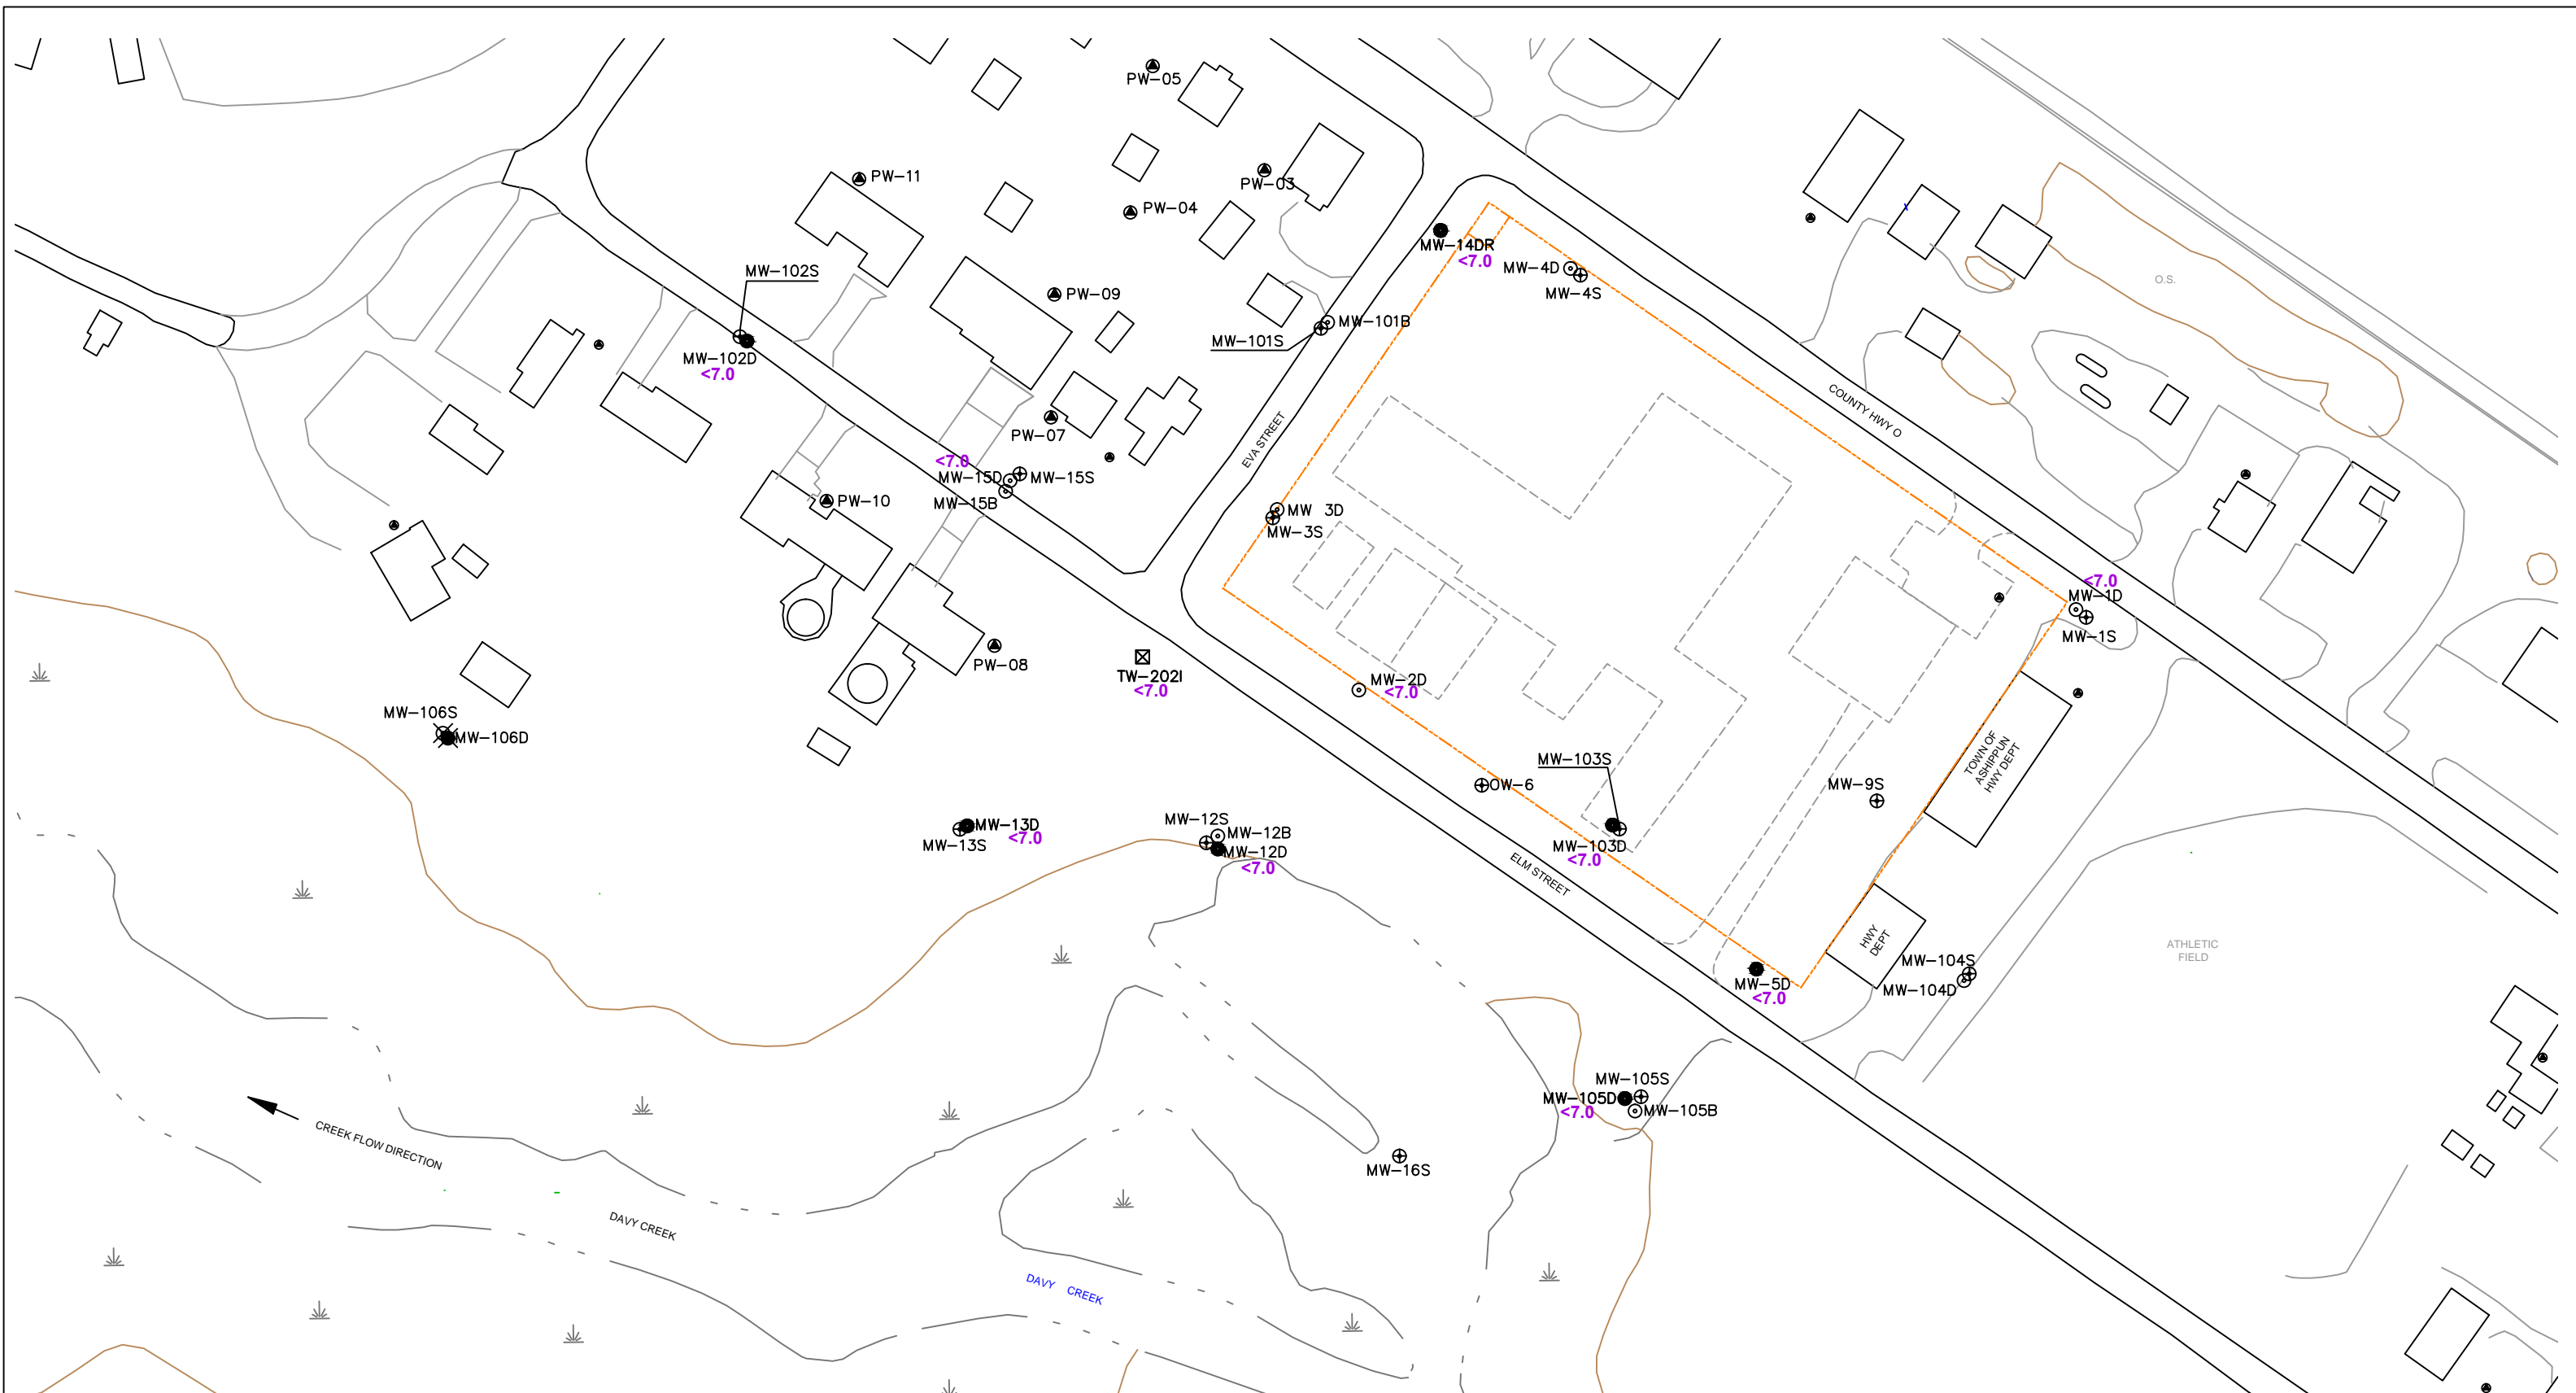 PW-05
PW-11
PW-03
PW-04
MW-14DR
<7.0
MW-4D
MW-4S
MW-102S
PW-09
MW-101B
MW-101S
MW-102D
<7.0
O.S.
COUNTY HWY O
PW-07
EVA STREET
<7.0
MW-15D
MW-15S
MW-15B
PW-10
MW 3D
MW-3S
<7.0
MW-1D
MW-1S
PW-08
TW-202I
<7.0
MW-2D
<7.0
MW-106S
MW-106D
MW-103S
TOWN OF
ASHIPPUN
HWY DEPT
MW-9S
OW-6
MW-13D
<7.0
MW-13S
MW-12S
MW-12B
MW-12D
<7.0
MW-103D
<7.0
ELM STREET
HWY
DEPT
ATHLETIC
FIELD
MW-104S
MW-104D
MW-5D
<7.0
MW-105S
MW-105D
<7.0
MW-105B
CREEK FLOW DIRECTION
MW-16S
DAVY CREEK
DAVY CREEK